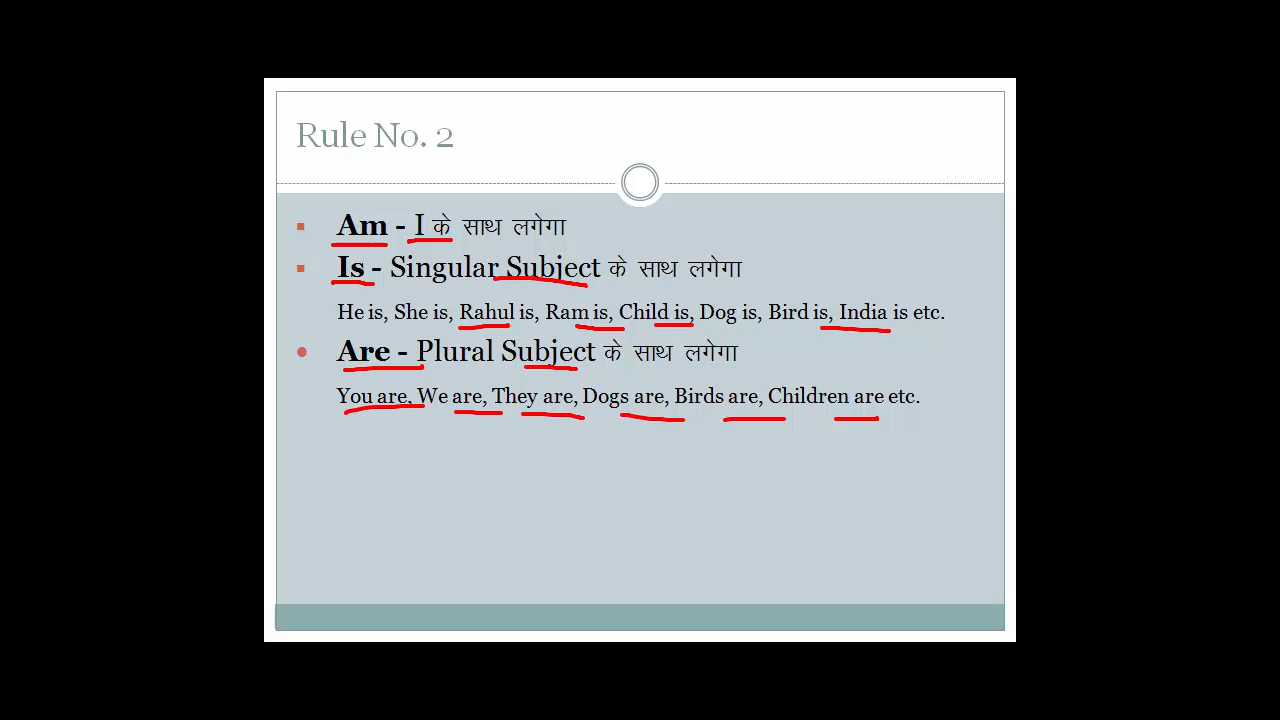 Rule No. 2
Am - I के साथ लगेगा
Is - Singular Subject के साथ लगेगा
He is, She is, Rahul is, Ram is, Child is, Dog is, Bird is, India is etc.
Are - Plural Subject के साथ लगेगा
You are, We are, They are, Dogs are, Birds are, Children are etc.